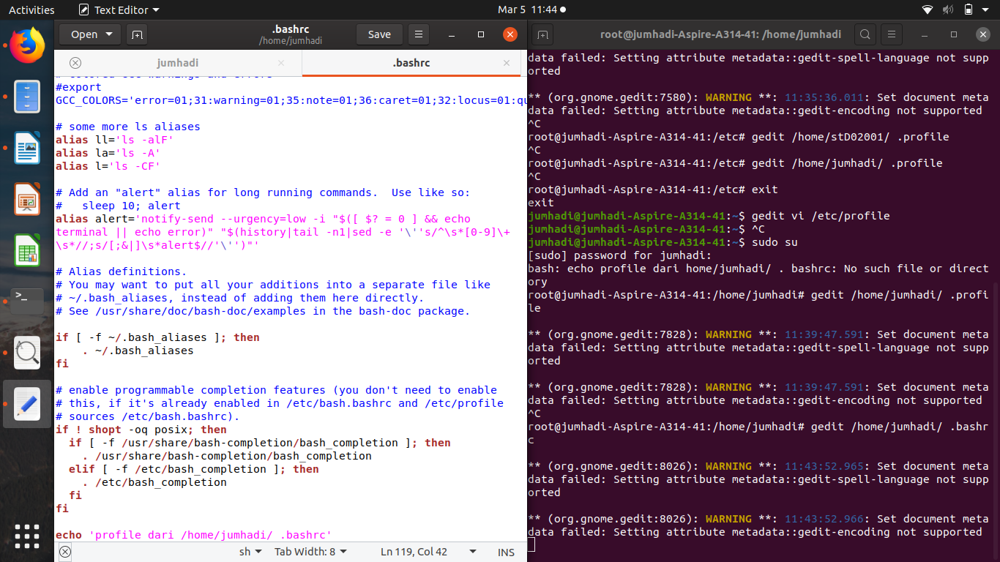 Activities
Text Editor
Mar 5 11:44
Open
.bashrc
/home/jumhadi
Save
jumhadi
.bashrc
#export
GCC_COLORS='error=01;31:warning=01;35:note=01;36:caret=01;32:locus=01:qu
# some more ls aliases
alias ll='ls -alF'
alias la='ls -A'
alias l='ls -CF'
# Add an "alert" alias for long running commands.  Use like so:
#   sleep 10; alert
alias alert='notify-send --urgency=low -i "$([ $? = 0 ] && echo
terminal || echo error)" "$(history|tail -n1|sed -e '\''s/^\s*[0-9]\+
\s*//;s/[;&|]\s*alert$//'\'')"'
# Alias definitions.
# You may want to put all your additions into a separate file like
# ~/.bash_aliases, instead of adding them here directly.
# See /usr/share/doc/bash-doc/examples in the bash-doc package.
if [ -f ~/.bash_aliases ]; then
    . ~/.bash_aliases
fi
# enable programmable completion features (you don't need to enable
# this, if it's already enabled in /etc/bash.bashrc and /etc/profile
# sources /etc/bash.bashrc).
if ! shopt -oq posix; then
  if [ -f /usr/share/bash-completion/bash_completion ]; then
    . /usr/share/bash-completion/bash_completion
  elif [ -f /etc/bash_completion ]; then
    . /etc/bash_completion
  fi
fi
echo 'profile dari /home/jumhadi/ .bashrc'
sh
Tab Width: 8
Ln 119, Col 42
INS
root@jumhadi-Aspire-A314-41: /home/jumhadi
data failed: Setting attribute metadata::gedit-spell-language not supp
orted
** (org.gnome.gedit:7580): WARNING **: 11:35:36.011: Set document meta
data failed: Setting attribute metadata::gedit-encoding not supported
^C
root@jumhadi-Aspire-A314-41:/etc# gedit /home/stD02001/ .profile
^C
root@jumhadi-Aspire-A314-41:/etc# gedit /home/jumhadi/ .profile
^C
root@jumhadi-Aspire-A314-41:/etc# exit
exit
jumhadi@jumhadi-Aspire-A314-41:~$ gedit vi /etc/profile
jumhadi@jumhadi-Aspire-A314-41:~$ ^C
jumhadi@jumhadi-Aspire-A314-41:~$ sudo su
[sudo] password for jumhadi:
bash: echo profile dari home/jumhadi/ . bashrc: No such file or direct
ory
root@jumhadi-Aspire-A314-41:/home/jumhadi# gedit /home/jumhadi/ .profi
le
** (org.gnome.gedit:7828): WARNING **: 11:39:47.591: Set document meta
data failed: Setting attribute metadata::gedit-spell-language not supp
orted
** (org.gnome.gedit:7828): WARNING **: 11:39:47.591: Set document meta
data failed: Setting attribute metadata::gedit-encoding not supported
^C
root@jumhadi-Aspire-A314-41:/home/jumhadi# gedit /home/jumhadi/ .bashr
c
** (org.gnome.gedit:8026): WARNING **: 11:43:52.965: Set document meta
data failed: Setting attribute metadata::gedit-spell-language not supp
orted
** (org.gnome.gedit:8026): WARNING **: 11:43:52.966: Set document meta
data failed: Setting attribute metadata::gedit-encoding not supported